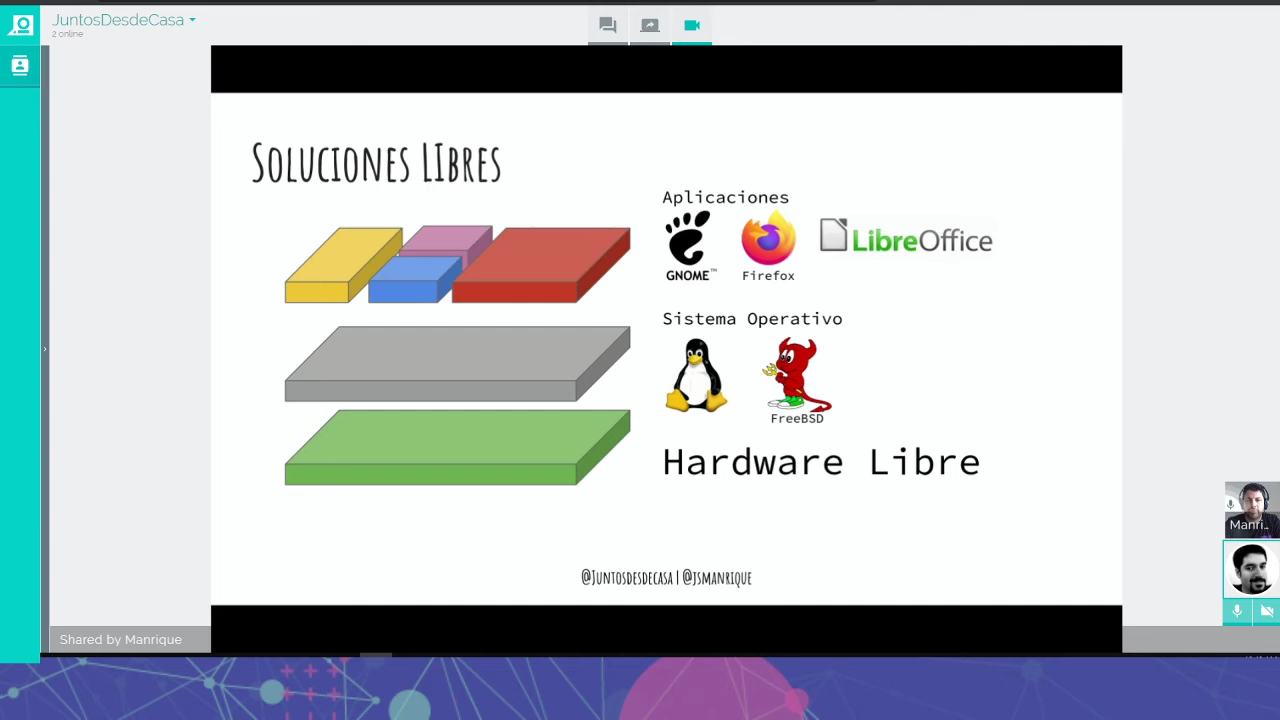 JuntosDesdeCasa
2 online
Soluciones LIbres
Aplicaciones
GNOME™
Firefox
LibreOffice
Sistema Operativo
FreeBSD
Hardware Libre
@Juntosdesdecasa | @jsmanrique
Manri...
Shared by Manrique